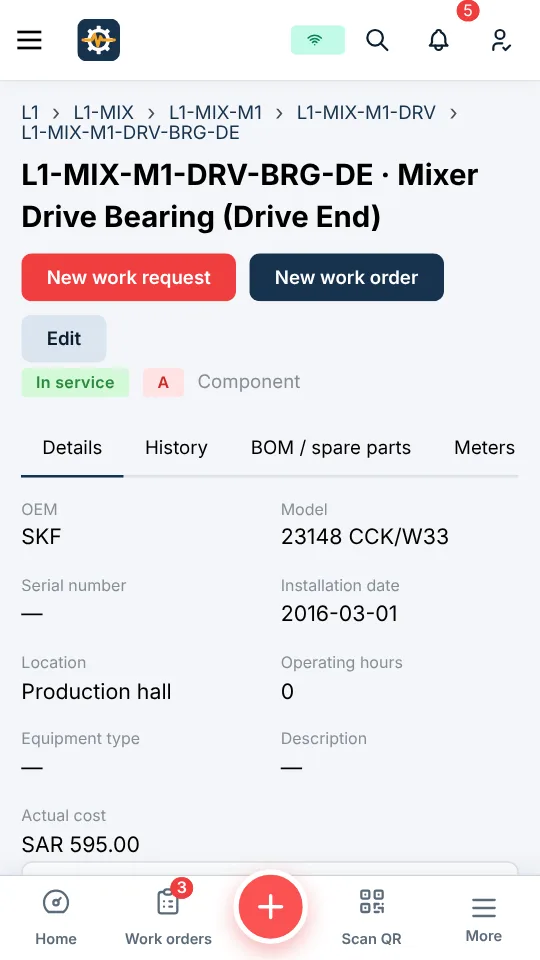 5
L1 › L1-MIX › L1-MIX-M1 › L1-MIX-M1-DRV ›
L1-MIX-M1-DRV-BRG-DE
L1-MIX-M1-DRV-BRG-DE · Mixer
Drive Bearing (Drive End)
New work request New work order
Edit
In service A Component
Details History BOM / spare parts Meters
OEM Model
SKF 23148 CCK/W33
Serial number Installation date
— 2016-03-01
Location Operating hours
Production hall 0
Equipment type Description
— —
Actual cost
SAR 595.00
3
Home Work orders Scan QR More